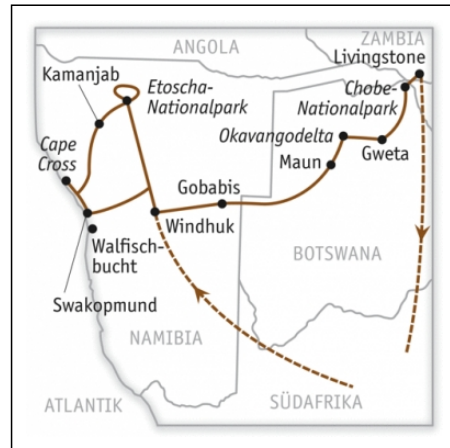 ANGOLA
ZAMBIA
Livingstone
Kamanjab
Etoscha-
Nationalpark
Chobe-
Nationalpark
Cape
Cross
Okavangodelta
Gweta
Maun
Gobabis
Windhuk
Walfisch-
bucht
BOTSWANA
Swakopmund
NAMIBIA
ATLANTIK
SÜDAFRIKA